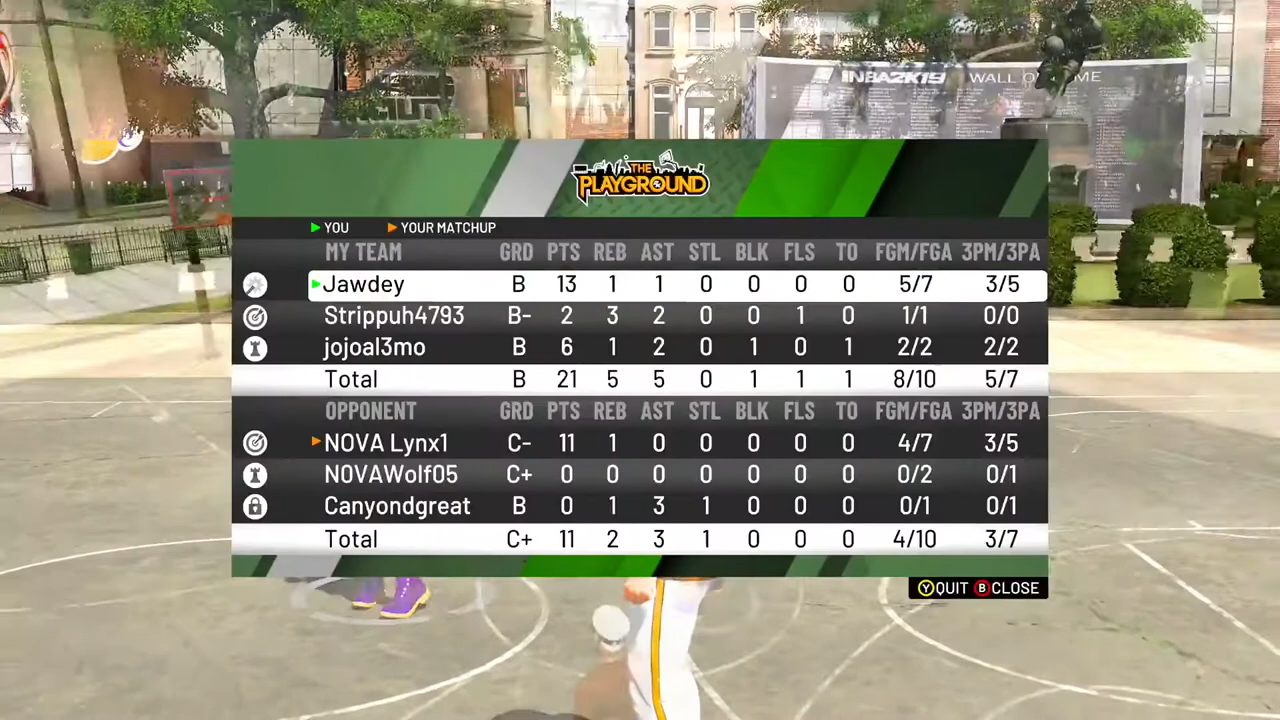 NBA2K19 WALL OF FAME
THE
PLAYGROUND
YOU YOUR MATCHUP
MY TEAM GRD PTS REB AST STL BLK FLS TO FGM/FGA 3PM/3PA
Jawdey B 13 1 1 0 0 0 0 5/7 3/5
Strippuh4793 B- 2 3 2 0 0 1 0 1/1 0/0
jojoal3mo B 6 1 2 0 1 0 1 2/2 2/2
Total B 21 5 5 0 1 1 1 8/10 5/7
OPPONENT GRD PTS REB AST STL BLK FLS TO FGM/FGA 3PM/3PA
NOVA Lynx1 C- 11 1 0 0 0 0 0 4/7 3/5
NOVAWolf05 C+ 0 0 0 0 0 0 0 0/2 0/1
Canyondgreat B 0 1 3 1 0 0 0 0/1 0/1
Total C+ 11 2 3 1 0 0 0 4/10 3/7
Y QUIT B CLOSE